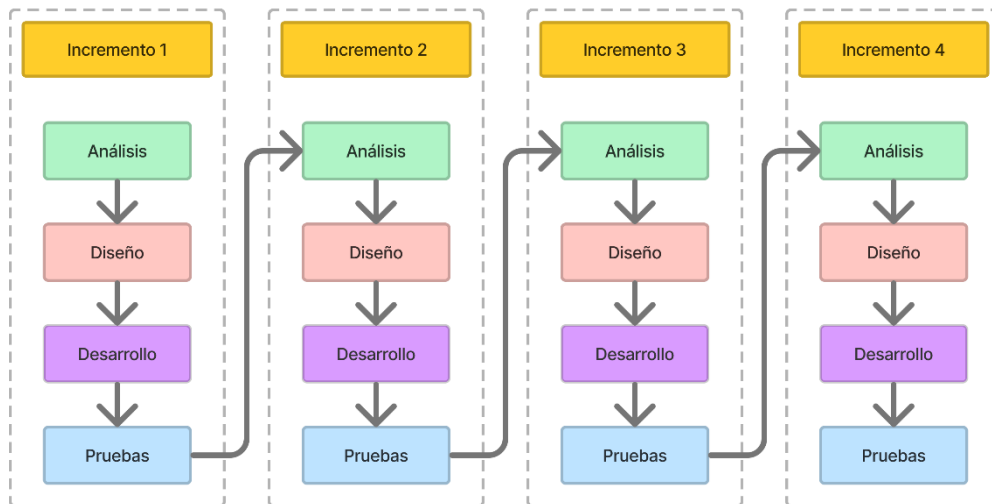 Incremento 1
Análisis
Diseño
Desarrollo
Pruebas
Incremento 2
Análisis
Diseño
Desarrollo
Pruebas
Incremento 3
Análisis
Diseño
Desarrollo
Pruebas
Incremento 4
Análisis
Diseño
Desarrollo
Pruebas